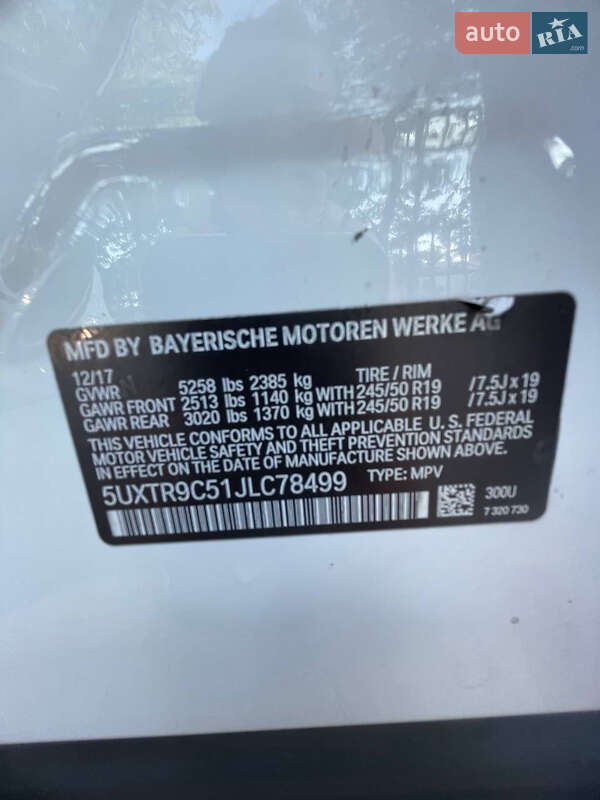 auto RIA .com
MFD BY BAYERISCHE MOTOREN WERKE AG
12/17 TIRE / RIM
GVWR 5258 lbs 2385 kg
GAWR FRONT 2513 lbs 1140 kg WITH 245/50 R19 /7.5J x 19
GAWR REAR 3020 lbs 1370 kg WITH 245/50 R19 /7.5J x 19
THIS VEHICLE CONFORMS TO ALL APPLICABLE U. S. FEDERAL
MOTOR VEHICLE SAFETY AND THEFT PREVENTION STANDARDS
IN EFFECT ON THE DATE OF MANUFACTURE SHOWN ABOVE.
5UXTR9C51JLC78499 TYPE: MPV
300U
7 320 730